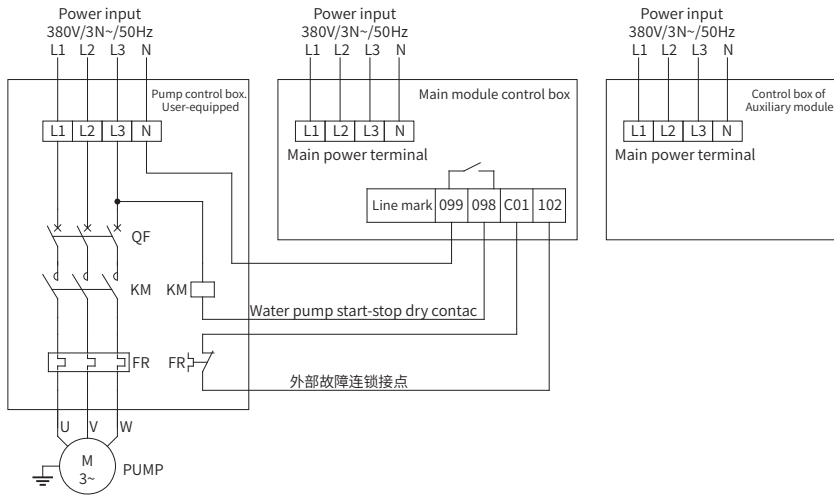 Power input
380V/3N~/50Hz
L1 L2 L3 N
Pump control box.
User-equipped
L1 L2 L3 N
QF
KM KM
FR FR
U V W
M
3~
PUMP
Power input
380V/3N~/50Hz
L1 L2 L3 N
Main module control box
L1 L2 L3 N
Main power terminal
Line mark 099 098 C01 102
Water pump start-stop dry contac
外部故障连锁接点
Power input
380V/3N~/50Hz
L1 L2 L3 N
Control box of
Auxiliary module
L1 L2 L3 N
Main power terminal